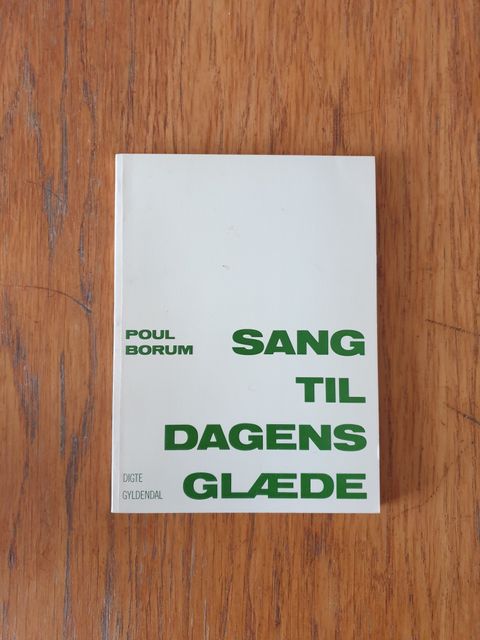 POUL
BORUM
SANG
TIL
DAGENS
GLÆDE
DIGTE
GYLDENDAL